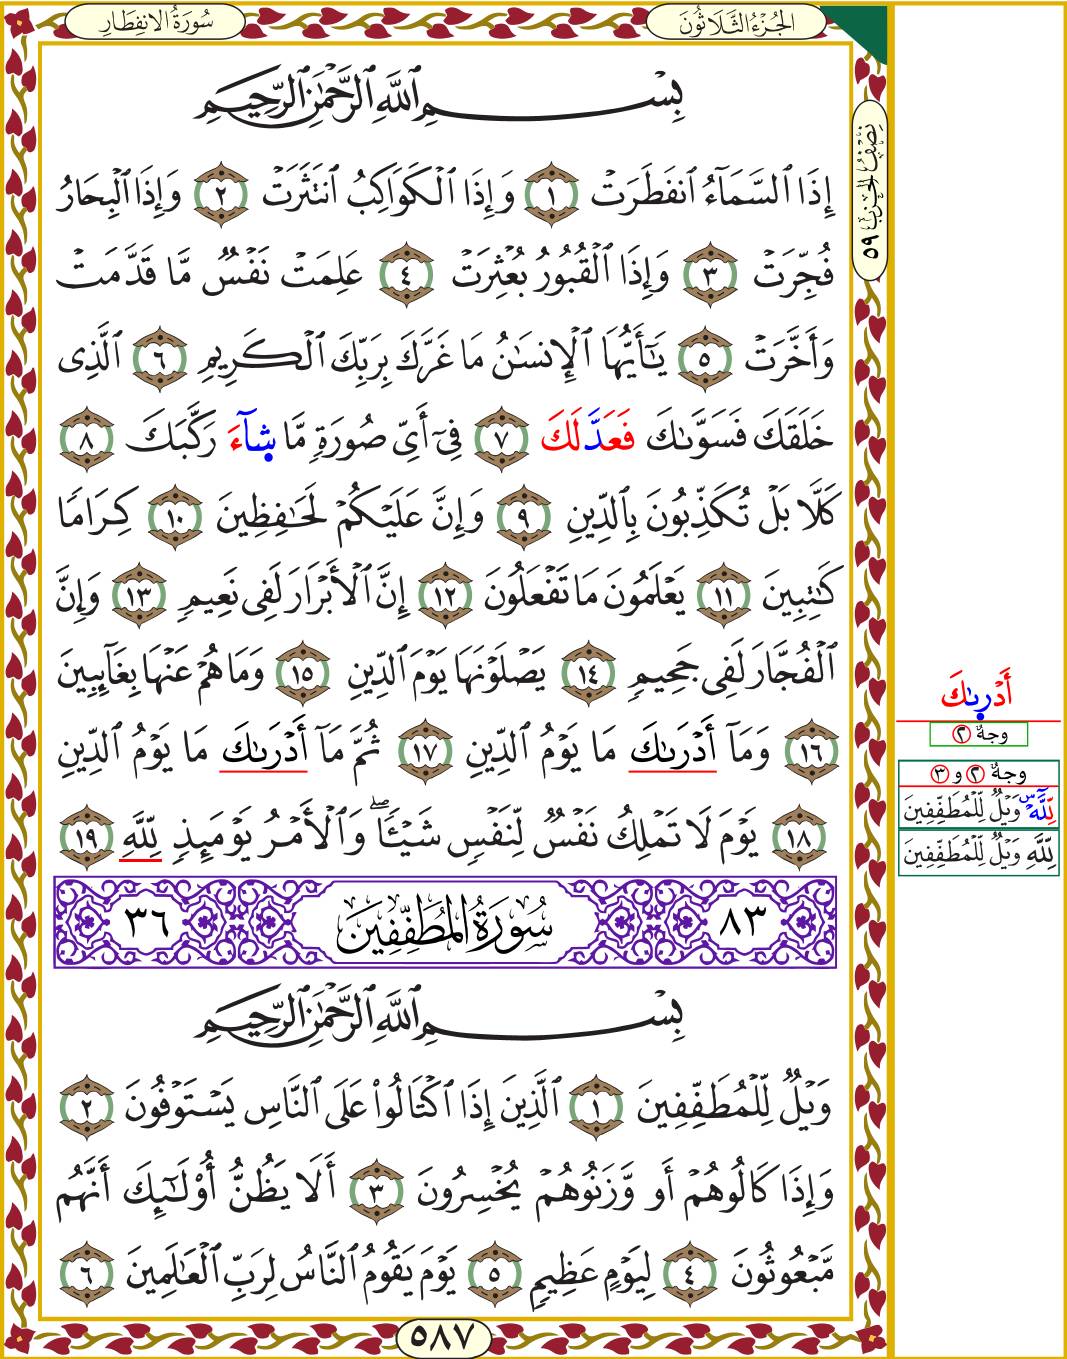 سُورَةُ الانفِطَارِ
الجُزْءُ الثَّلَاثُونَ
نِصْفُ الحِزْبِ ٥٩
بِسْمِ ٱللَّهِ ٱلرَّحْمَٰنِ ٱلرَّحِيمِ
إِذَا ٱلسَّمَآءُ ٱنفَطَرَتْ ١ وَإِذَا ٱلْكَوَاكِبُ ٱنتَثَرَتْ ٢ وَإِذَا ٱلْبِحَارُ
فُجِّرَتْ ٣ وَإِذَا ٱلْقُبُورُ بُعْثِرَتْ ٤ عَلِمَتْ نَفْسٌ مَّا قَدَّمَتْ
وَأَخَّرَتْ ٥ يَٰٓأَيُّهَا ٱلْإِنسَٰنُ مَا غَرَّكَ بِرَبِّكَ ٱلْكَرِيمِ ٦ ٱلَّذِى
خَلَقَكَ فَسَوَّىٰكَ فَعَدَّلَكَ ٧ فِىٓ أَىِّ صُورَةٍ مَّا شَآءَ رَكَّبَكَ ٨
كَلَّا بَلْ تُكَذِّبُونَ بِٱلدِّينِ ٩ وَإِنَّ عَلَيْكُمْ لَحَٰفِظِينَ ١٠ كِرَامًا
كَٰتِبِينَ ١١ يَعْلَمُونَ مَا تَفْعَلُونَ ١٢ إِنَّ ٱلْأَبْرَارَ لَفِى نَعِيمٍ ١٣ وَإِنَّ
ٱلْفُجَّارَ لَفِى جَحِيمٍ ١٤ يَصْلَوْنَهَا يَوْمَ ٱلدِّينِ ١٥ وَمَا هُمْ عَنْهَا بِغَآئِبِينَ
١٦ وَمَآ أَدْرَىٰكَ مَا يَوْمُ ٱلدِّينِ ١٧ ثُمَّ مَآ أَدْرَىٰكَ مَا يَوْمُ ٱلدِّينِ
١٨ يَوْمَ لَا تَمْلِكُ نَفْسٌ لِّنَفْسٍ شَيْـًٔا ۖ وَٱلْأَمْرُ يَوْمَئِذٍ لِّلَّهِ ١٩
٨٣ سُورَةُ المُطَفِّفِينَ ٣٦
بِسْمِ ٱللَّهِ ٱلرَّحْمَٰنِ ٱلرَّحِيمِ
وَيْلٌ لِّلْمُطَفِّفِينَ ١ ٱلَّذِينَ إِذَا ٱكْتَالُوا۟ عَلَى ٱلنَّاسِ يَسْتَوْفُونَ ٢
وَإِذَا كَالُوهُمْ أَو وَّزَنُوهُمْ يُخْسِرُونَ ٣ أَلَا يَظُنُّ أُو۟لَٰٓئِكَ أَنَّهُم
مَّبْعُوثُونَ ٤ لِيَوْمٍ عَظِيمٍ ٥ يَوْمَ يَقُومُ ٱلنَّاسُ لِرَبِّ ٱلْعَٰلَمِينَ ٦
٥٨٧
أَدْرِىٰكَ
وجهٌ ٢
وجهٌ ٢ و ٣
لِّلَّهِ ۜ وَيْلٌ لِّلْمُطَفِّفِينَ
لِّلَّهِ وَيْلٌ لِّلْمُطَفِّفِينَ